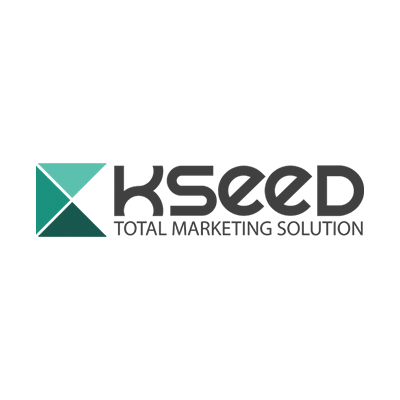 KSEED
TOTAL MARKETING SOLUTION